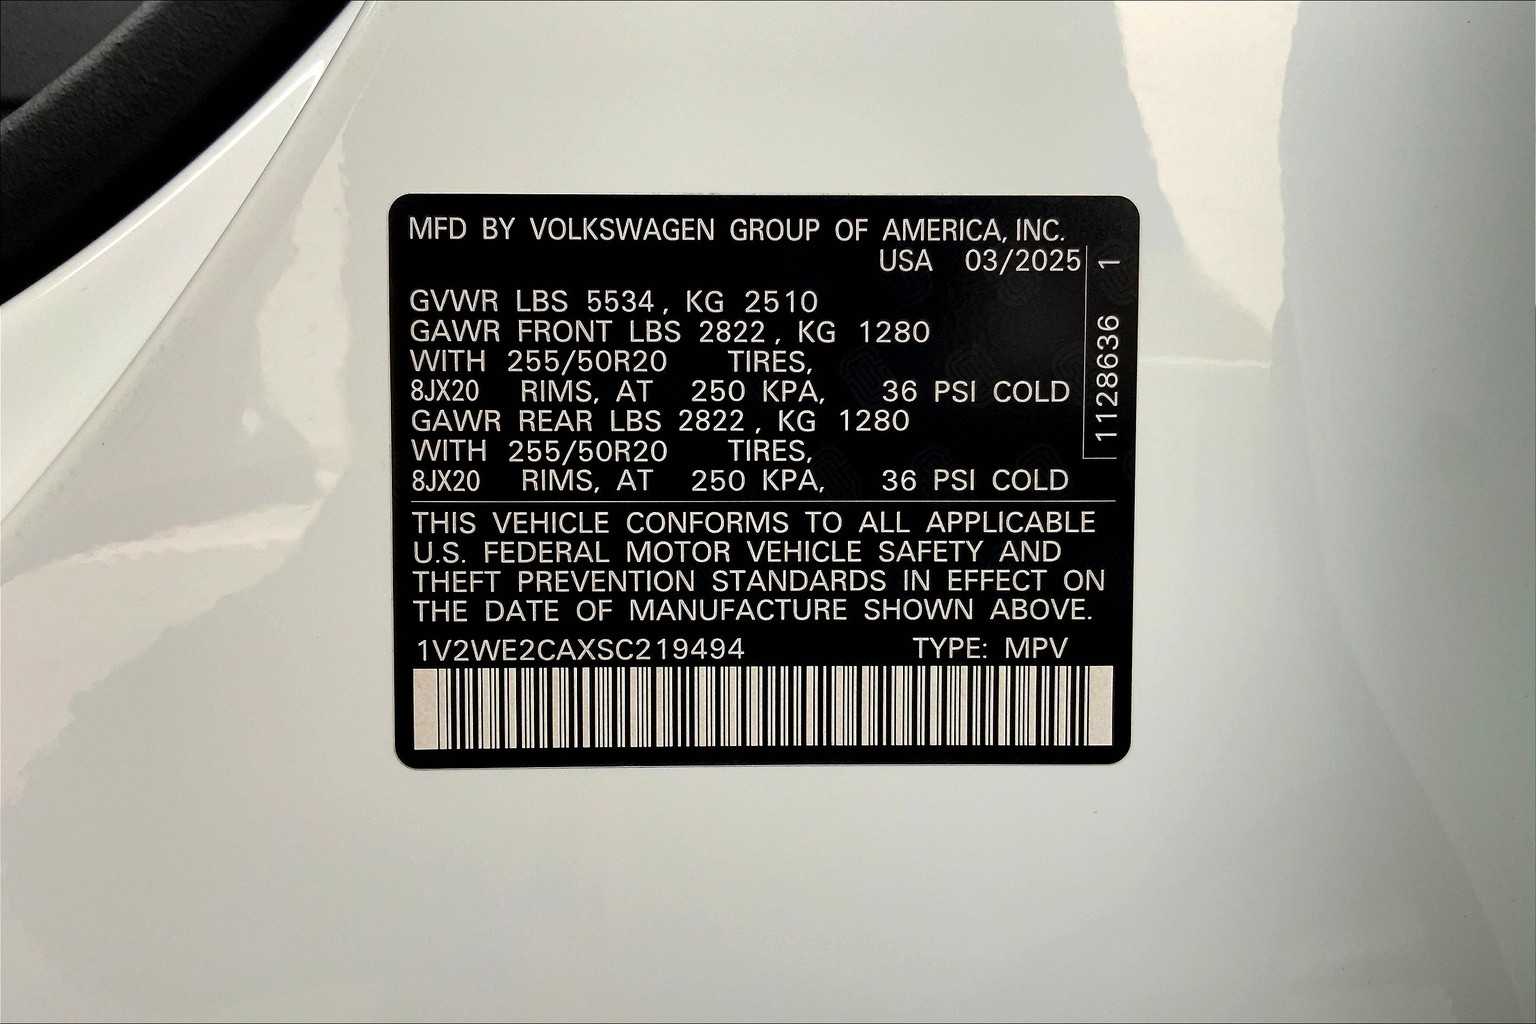 MFD BY VOLKSWAGEN GROUP OF AMERICA, INC.
USA 03/2025
GVWR LBS 5534, KG 2510
GAWR FRONT LBS 2822, KG 1280
WITH 255/50R20 TIRES,
8JX20 RIMS, AT 250 KPA, 36 PSI COLD
GAWR REAR LBS 2822, KG 1280
WITH 255/50R20 TIRES,
8JX20 RIMS, AT 250 KPA, 36 PSI COLD
1128636 1
THIS VEHICLE CONFORMS TO ALL APPLICABLE
U.S. FEDERAL MOTOR VEHICLE SAFETY AND
THEFT PREVENTION STANDARDS IN EFFECT ON
THE DATE OF MANUFACTURE SHOWN ABOVE.
1V2WE2CAXSC219494 TYPE: MPV